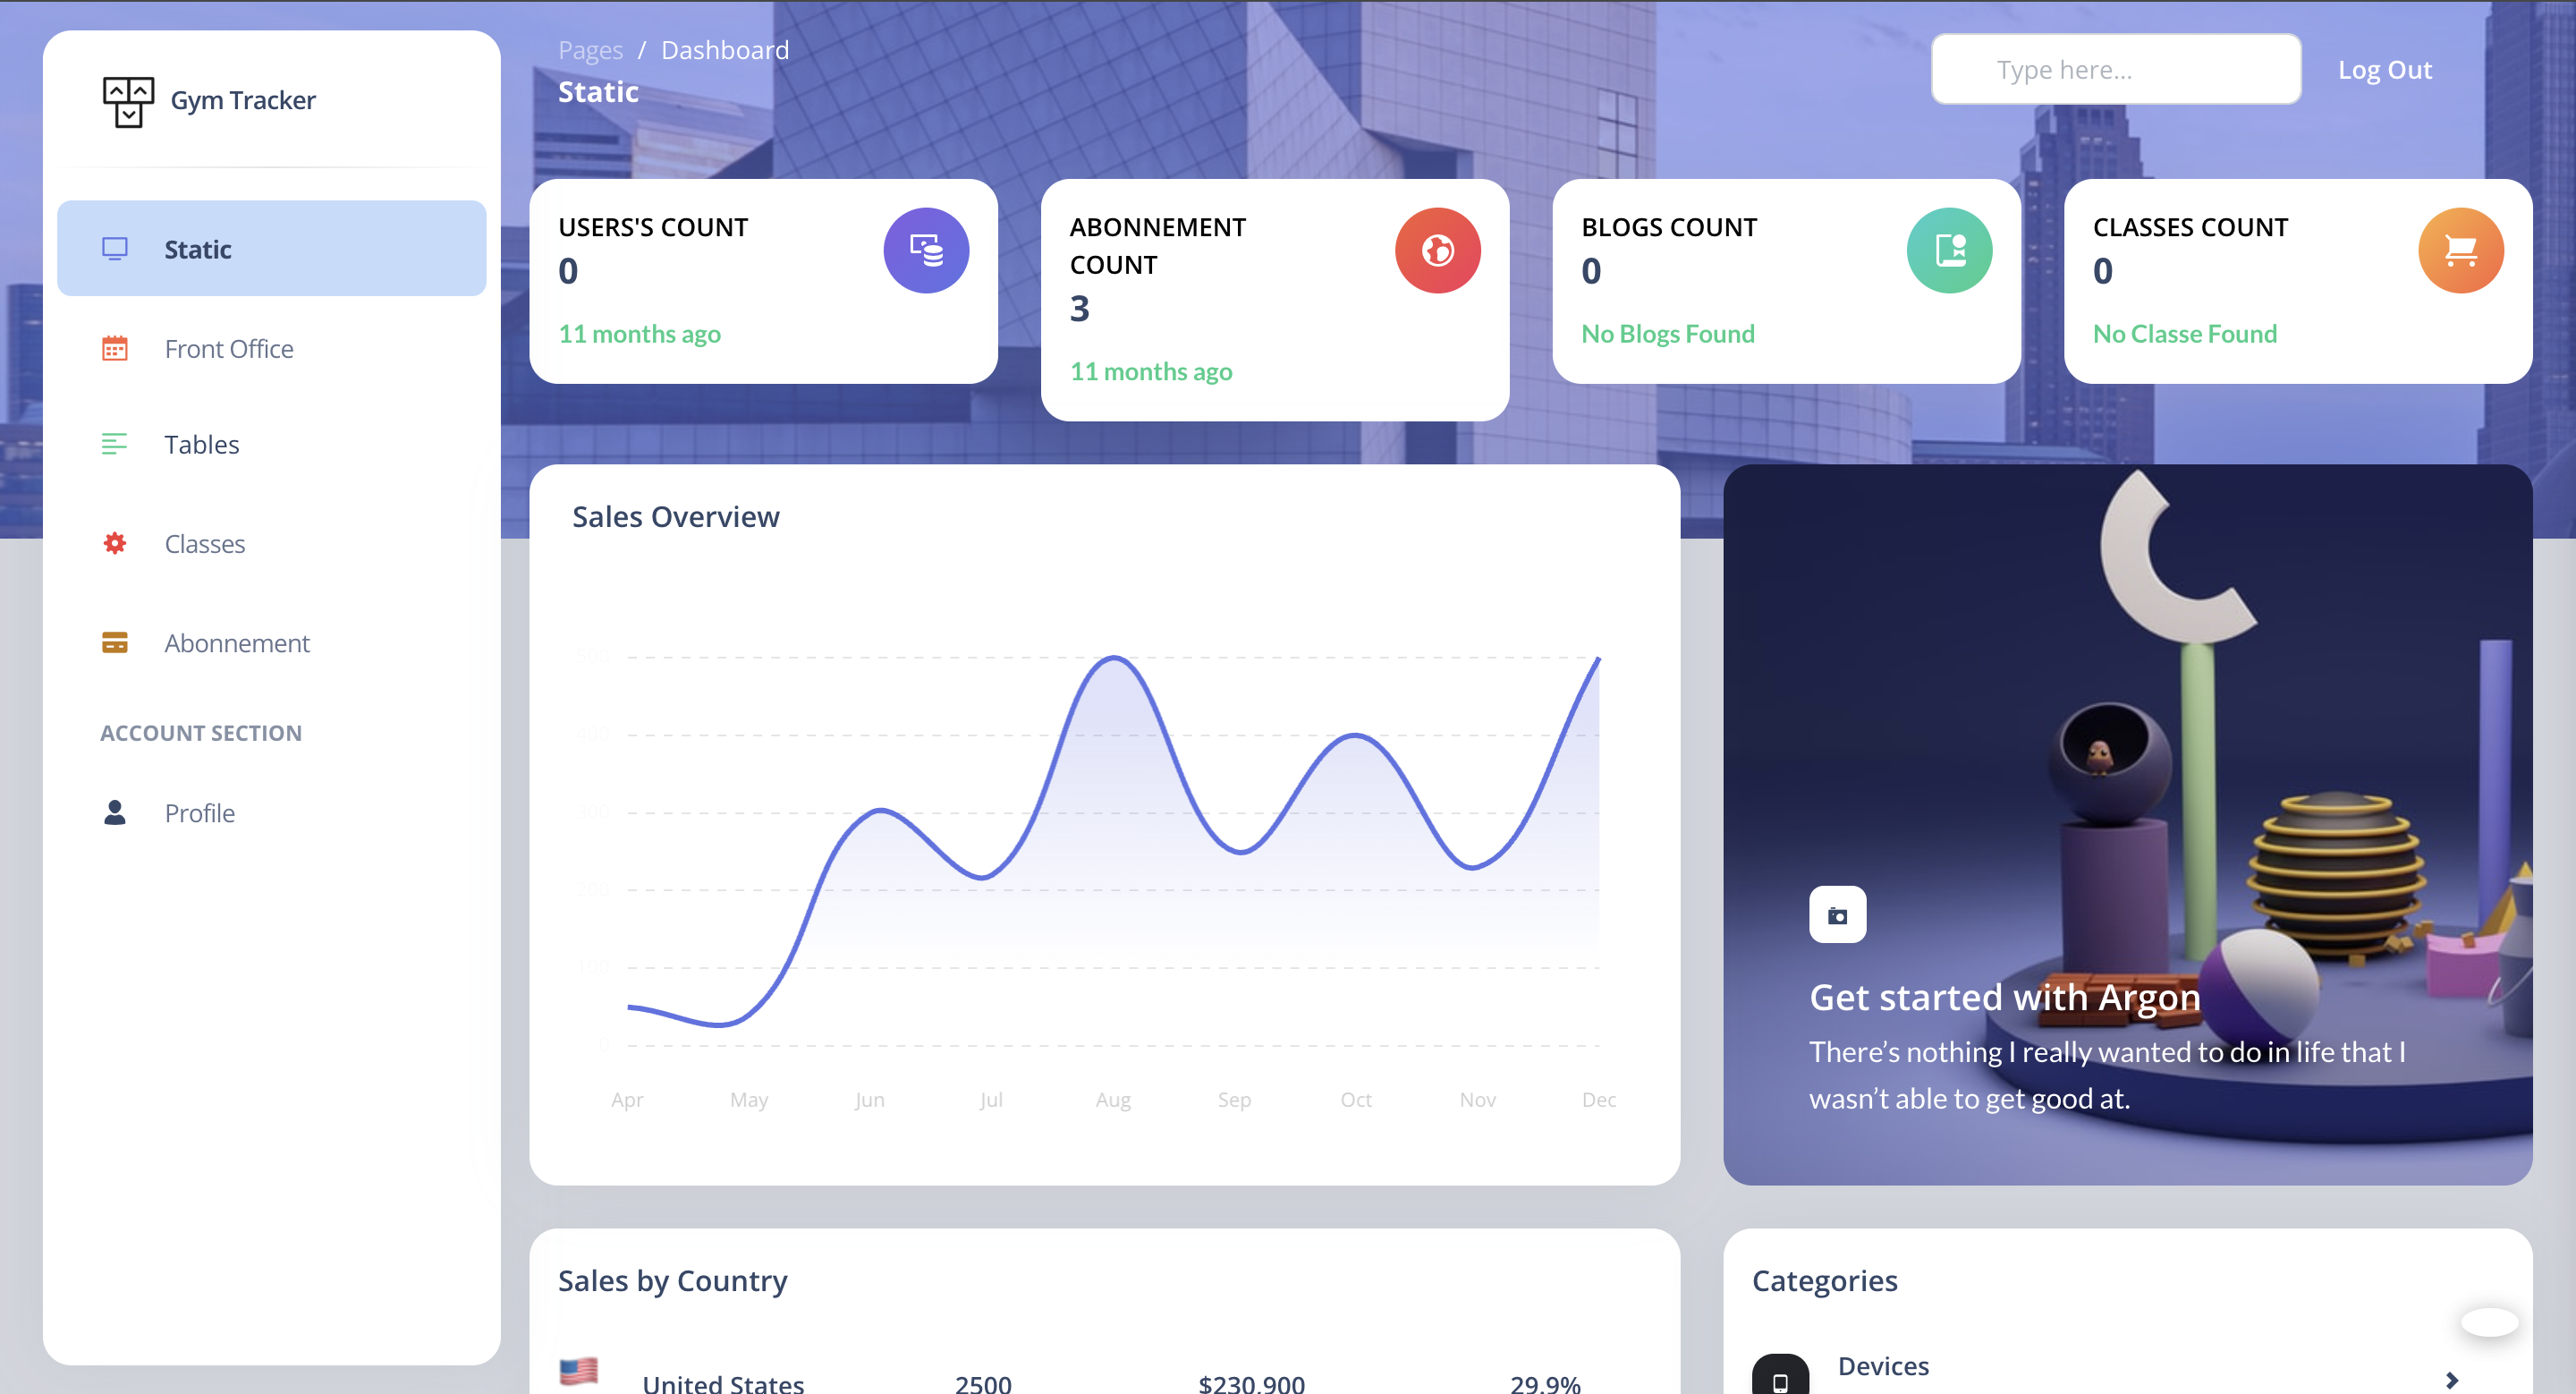 Gym Tracker
Static
Front Office
Tables
Classes
Abonnement
ACCOUNT SECTION
Profile
Pages / Dashboard
Static
Type here...
Log Out
USERS'S COUNT
0
11 months ago
ABONNEMENT
COUNT
3
11 months ago
BLOGS COUNT
0
No Blogs Found
CLASSES COUNT
0
No Classe Found
Sales Overview
500
400
300
200
100
0
Apr May Jun Jul Aug Sep Oct Nov Dec
Get started with Argon
There’s nothing I really wanted to do in life that I
wasn’t able to get good at.
Sales by Country
United States 2500 $230,900 29.9%
Categories
Devices